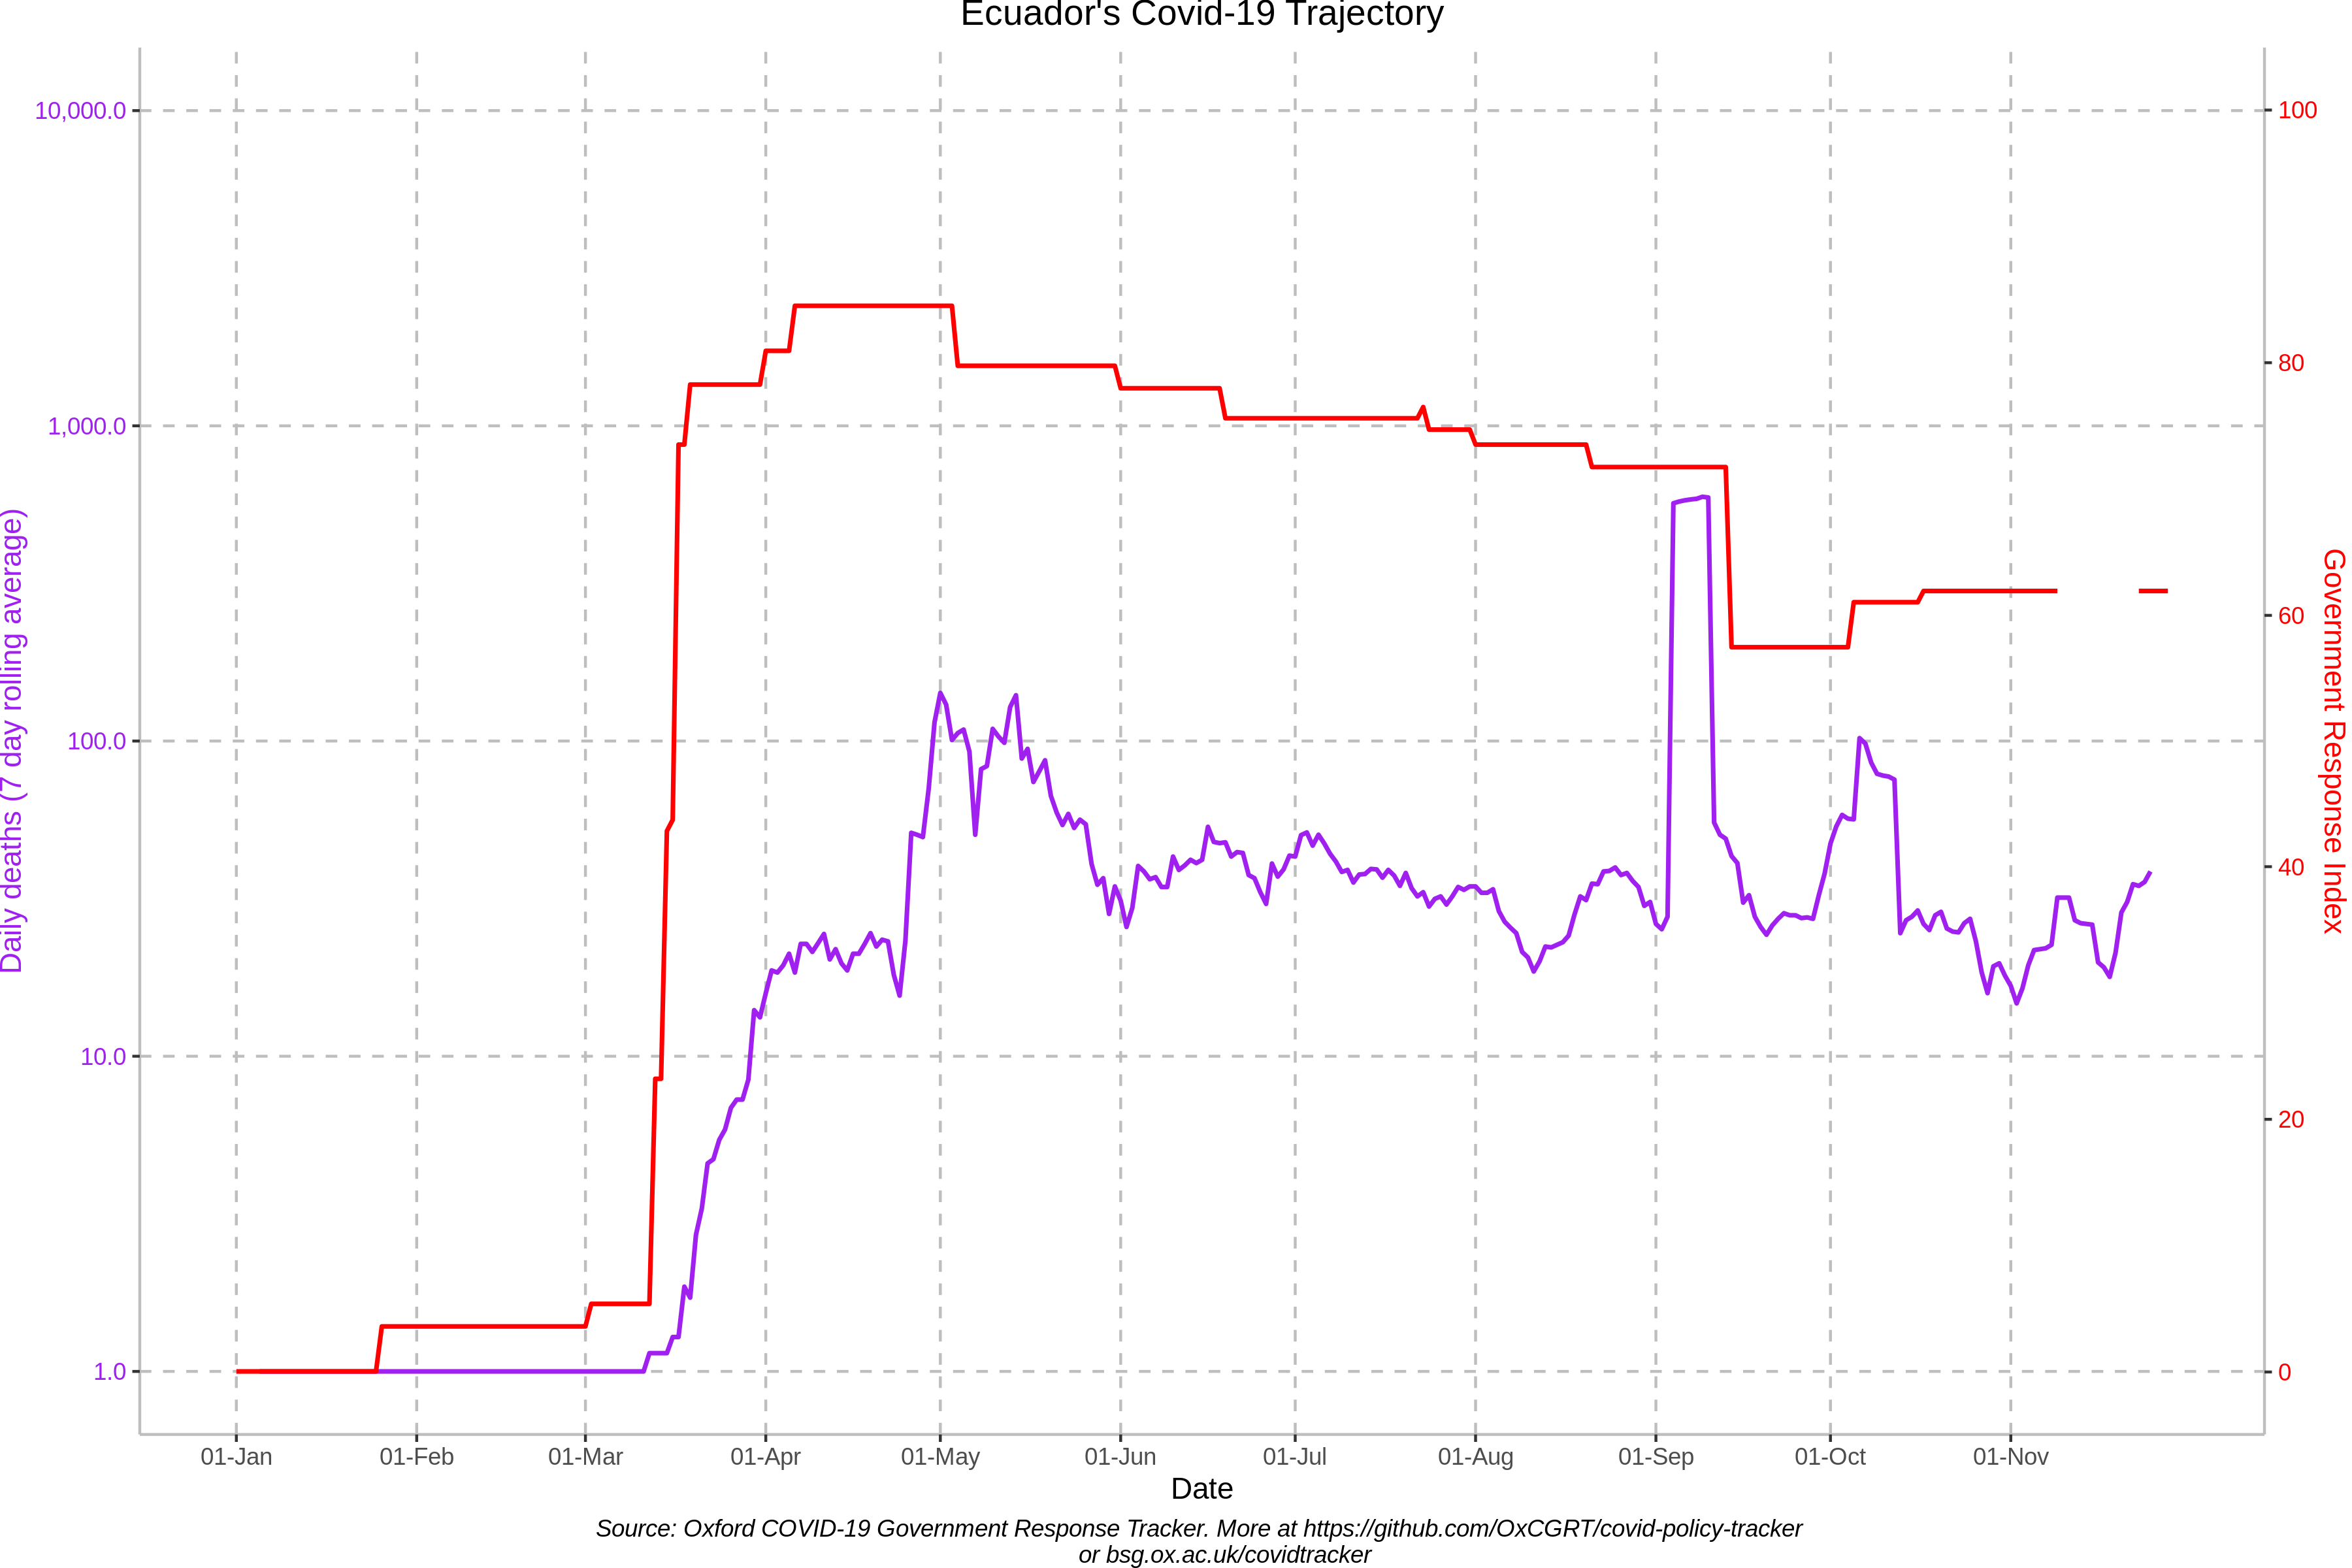 Ecuador's Covid-19 Trajectory
10,000.0
1,000.0
100.0
10.0
1.0
Daily deaths (7 day rolling average)
100
80
60
40
20
0
Government Response Index
01-Jan 01-Feb 01-Mar 01-Apr 01-May 01-Jun 01-Jul 01-Aug 01-Sep 01-Oct 01-Nov
Date
Source: Oxford COVID-19 Government Response Tracker. More at https://github.com/OxCGRT/covid-policy-tracker
or bsg.ox.ac.uk/covidtracker